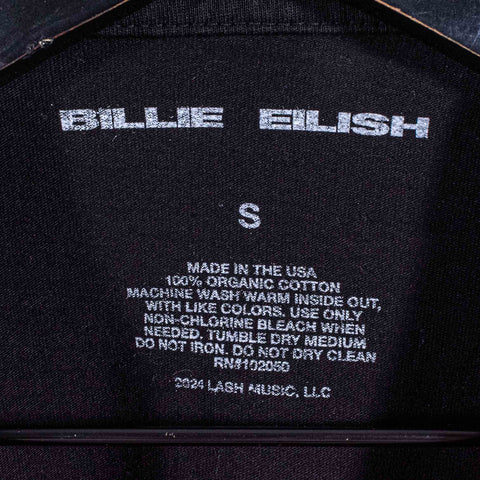 BILLIE EILISH
S
MADE IN THE USA
100% ORGANIC COTTON
MACHINE WASH WARM INSIDE OUT,
WITH LIKE COLORS. USE ONLY
NON-CHLORINE BLEACH WHEN
NEEDED. TUMBLE DRY MEDIUM
DO NOT IRON. DO NOT DRY CLEAN
RN#102050
2024 LASH MUSIC, LLC